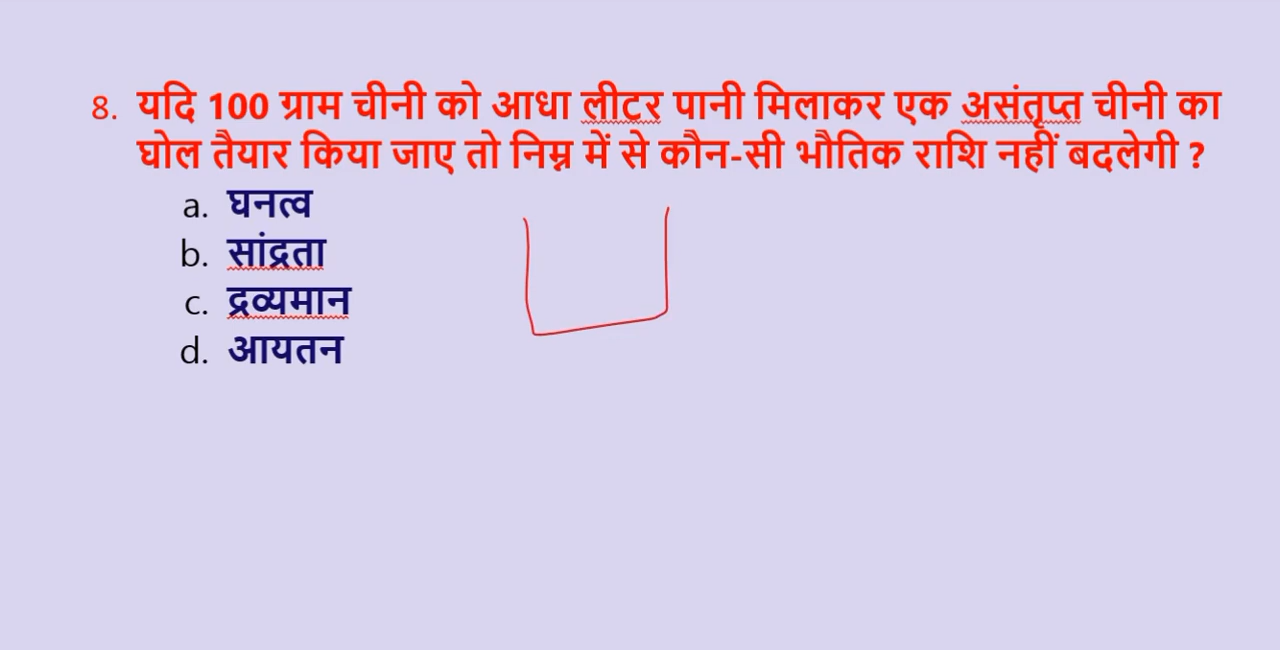 8. यदि 100 ग्राम चीनी को आधा लीटर पानी मिलाकर एक असंतृप्त चीनी का
घोल तैयार किया जाए तो निम्न में से कौन-सी भौतिक राशि नहीं बदलेगी ?
a. घनत्व
b. सांद्रता
c. द्रव्यमान
d. आयतन